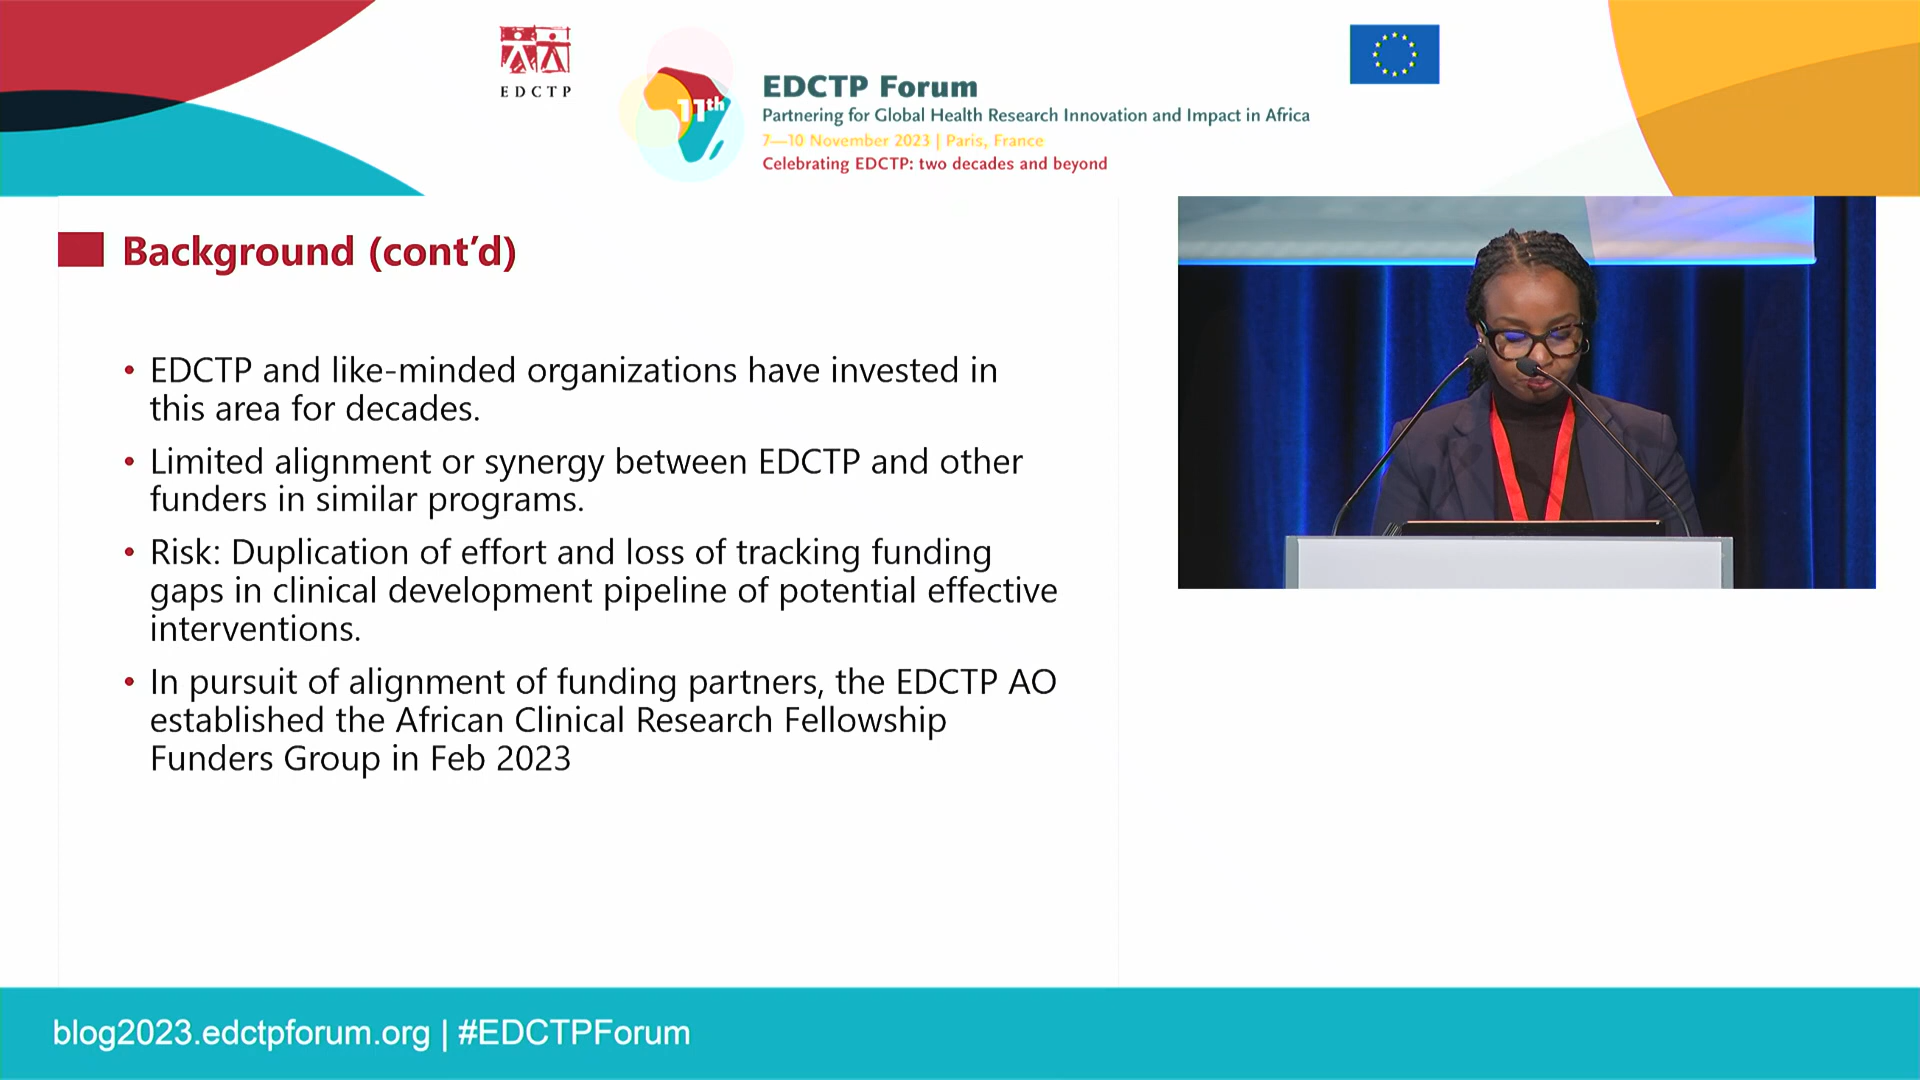 EDCTP
11th
EDCTP Forum
Partnering for Global Health Research Innovation and Impact in Africa
7—10 November 2023 | Paris, France
Celebrating EDCTP: two decades and beyond
Background (cont’d)
• EDCTP and like-minded organizations have invested in
this area for decades.
• Limited alignment or synergy between EDCTP and other
funders in similar programs.
• Risk: Duplication of effort and loss of tracking funding
gaps in clinical development pipeline of potential effective
interventions.
• In pursuit of alignment of funding partners, the EDCTP AO
established the African Clinical Research Fellowship
Funders Group in Feb 2023
blog2023.edctpforum.org | #EDCTPForum